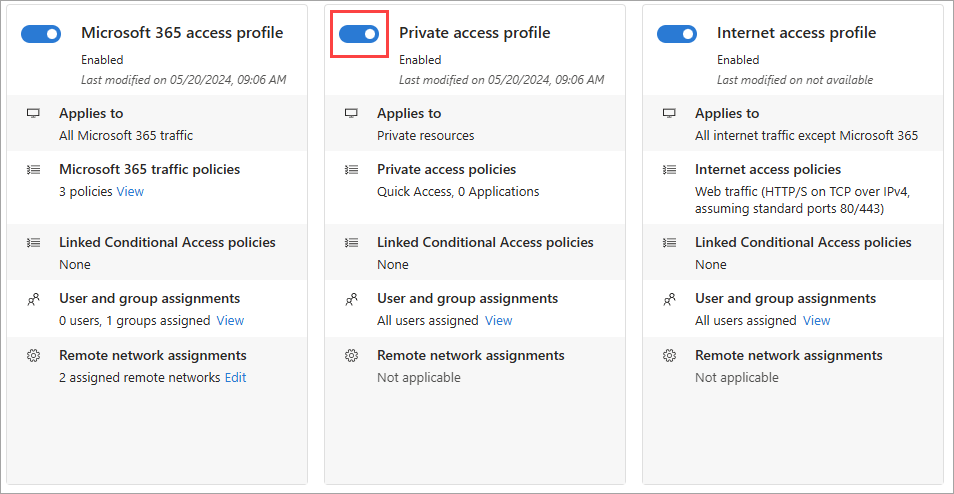 Microsoft 365 access profile
Enabled
Last modified on 05/20/2024, 09:06 AM
Applies to
All Microsoft 365 traffic
Microsoft 365 traffic policies
3 policies View
Linked Conditional Access policies
None
User and group assignments
0 users, 1 groups assigned View
Remote network assignments
2 assigned remote networks Edit
Private access profile
Enabled
Last modified on 05/20/2024, 09:06 AM
Applies to
Private resources
Private access policies
Quick Access, 0 Applications
Linked Conditional Access policies
None
User and group assignments
All users assigned View
Remote network assignments
Not applicable
Internet access profile
Enabled
Last modified on not available
Applies to
All internet traffic except Microsoft 365
Internet access policies
Web traffic (HTTP/S on TCP over IPv4,
assuming standard ports 80/443)
Linked Conditional Access policies
None
User and group assignments
All users assigned View
Remote network assignments
Not applicable